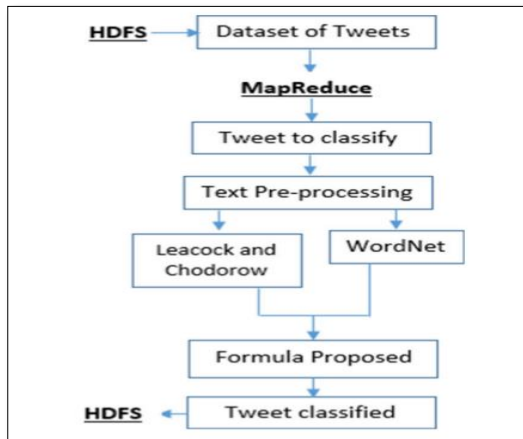 HDFS
Dataset of Tweets
MapReduce
Tweet to classify
Text Pre-processing
Leacock and
Chodorow
WordNet
Formula Proposed
HDFS
Tweet classified